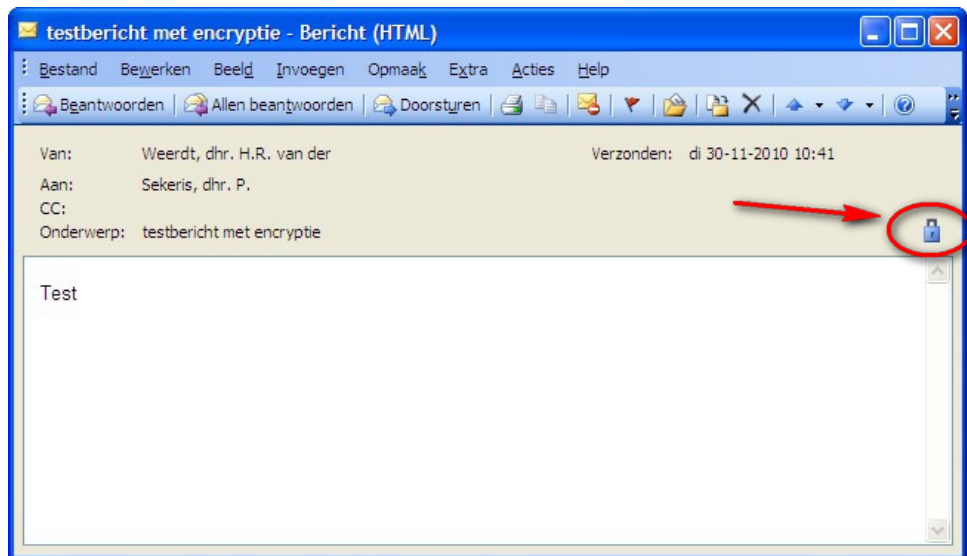 testbericht met encryptie - Bericht (HTML)
Bestand Bewerken Beeld Invoegen Opmaak Extra Acties Help
Beantwoorden Allen beantwoorden Doorsturen
Van: Weerdt, dhr. H.R. van der Verzonden: di 30-11-2010 10:41
Aan: Sekeris, dhr. P.
CC:
Onderwerp: testbericht met encryptie
Test